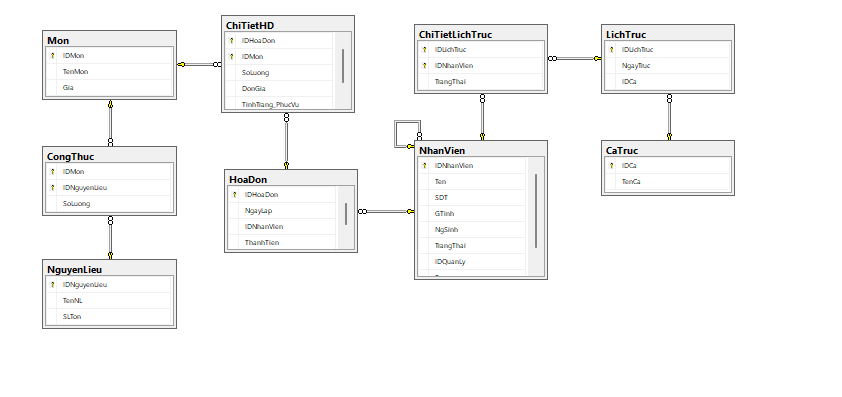 Mon
IDMon
TenMon
Gia
ChiTietHD
IDHoaDon
IDMon
SoLuong
DonGia
TinhTrang_PhucVu
ChiTietLichTruc
IDLichTruc
IDNhanVien
TrangThai
LichTruc
IDLichTruc
NgayTruc
IDCa
CongThuc
IDMon
IDNguyenLieu
SoLuong
HoaDon
IDHoaDon
NgayLap
IDNhanVien
ThanhTien
NhanVien
IDNhanVien
Ten
SDT
GTinh
NgSinh
TrangThai
IDQuanLy
CaTruc
IDCa
TenCa
NguyenLieu
IDNguyenLieu
TenNL
SLTon